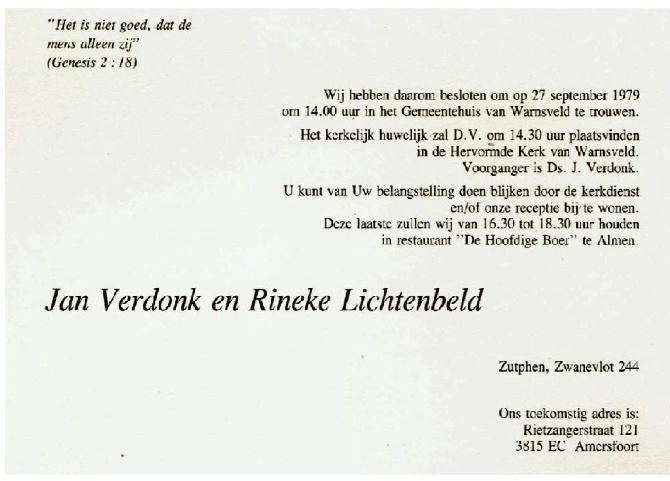 "Het is niet goed, dat de
mens alleen zij"
(Genesis 2 : 18)
Wij hebben daarom besloten om op 27 september 1979
om 14.00 uur in het Gemeentehuis van Warnsveld te trouwen.
Het kerkelijk huwelijk zal D.V. om 14.30 uur plaatsvinden
in de Hervormde Kerk van Warnsveld.
Voorganger is Ds. J. Verdonk.
U kunt van Uw belangstelling doen blijken door de kerkdienst
en/of onze receptie bij te wonen.
Deze laatste zullen wij van 16.30 tot 18.30 uur houden
in restaurant "De Hoofdige Boer" te Almen.
Jan Verdonk en Rineke Lichtenbeld
Zutphen, Zwanevlot 244
Ons toekomstig adres is:
Rietzangerstraat 121
3815 EC Amersfoort